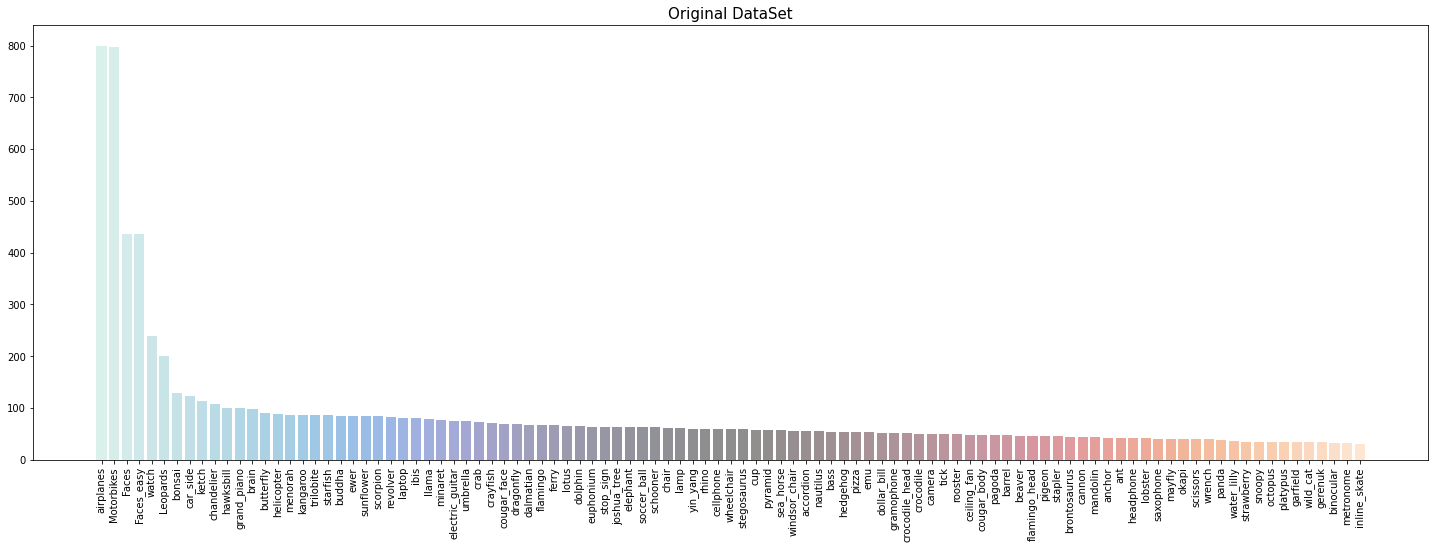 Original DataSet
800
700
600
500
400
300
200
100
0
airplanes
Motorbikes
Faces
Faces_easy
watch
Leopards
bonsai
car_side
ketch
chandelier
hawksbill
grand_piano
brain
butterfly
helicopter
menorah
kangaroo
trilobite
starfish
buddha
ewer
sunflower
scorpion
revolver
laptop
ibis
llama
minaret
electric_guitar
umbrella
crab
crayfish
cougar_face
dragonfly
dalmatian
flamingo
ferry
lotus
dolphin
euphonium
stop_sign
joshua_tree
elephant
soccer_ball
schooner
chair
lamp
yin_yang
rhino
cellphone
wheelchair
stegosaurus
cup
pyramid
sea_horse
windsor_chair
accordion
nautilus
bass
hedgehog
pizza
emu
dollar_bill
gramophone
crocodile_head
crocodile
camera
tick
rooster
ceiling_fan
cougar_body
pagoda
barrel
beaver
flamingo_head
pigeon
stapler
brontosaurus
cannon
mandolin
anchor
ant
headphone
lobster
saxophone
mayfly
okapi
scissors
wrench
panda
water_lilly
strawberry
snoopy
octopus
platypus
garfield
wild_cat
gerenuk
binocular
metronome
inline_skate